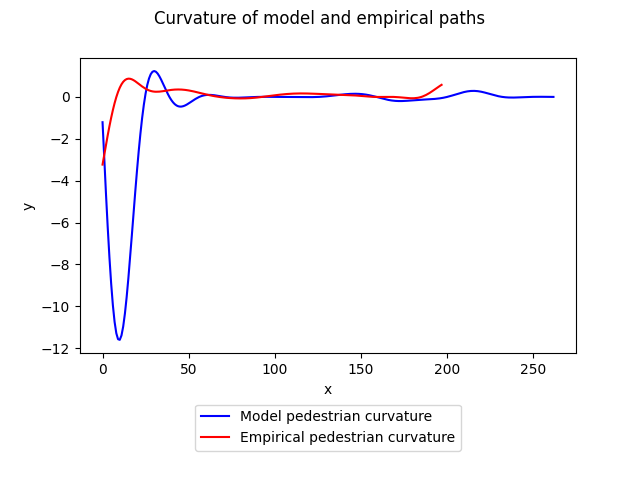 Curvature of model and empirical paths
0
−2
−4
−6
−8
−10
−12
y
0 50 100 150 200 250
x
Model pedestrian curvature
Empirical pedestrian curvature